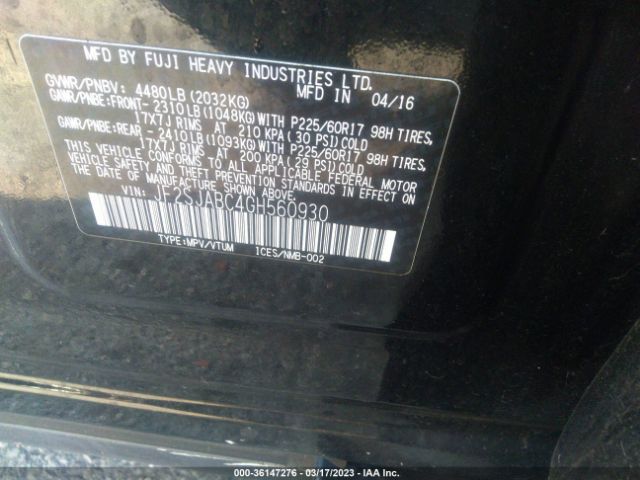 MFD BY FUJI HEAVY INDUSTRIES LTD.
GVWR/PNBV: 4480LB (2032KG) MFD IN 04/16
GAWR/PNBE: FRONT- 2310LB (1048KG) WITH P225/60R17 98H TIRES,
17X7J RIMS AT 210 KPA (30 PSI) COLD
GAWR/PNBE: REAR - 2410LB (1093KG) WITH P225/60R17 98H TIRES,
17X7J RIMS AT 200 KPA (29 PSI) COLD
THIS VEHICLE CONFORMS TO ALL APPLICABLE FEDERAL MOTOR
VEHICLE SAFETY AND THEFT PREVENTION STANDARDS IN EFFECT ON
THE DATE OF MANUFACTURE SHOWN ABOVE.
VIN: JF2SJABC4GH560930
TYPE: MPV/VTUM ICES/NMB-002
000-36147276 - 03/17/2023 - IAA Inc.